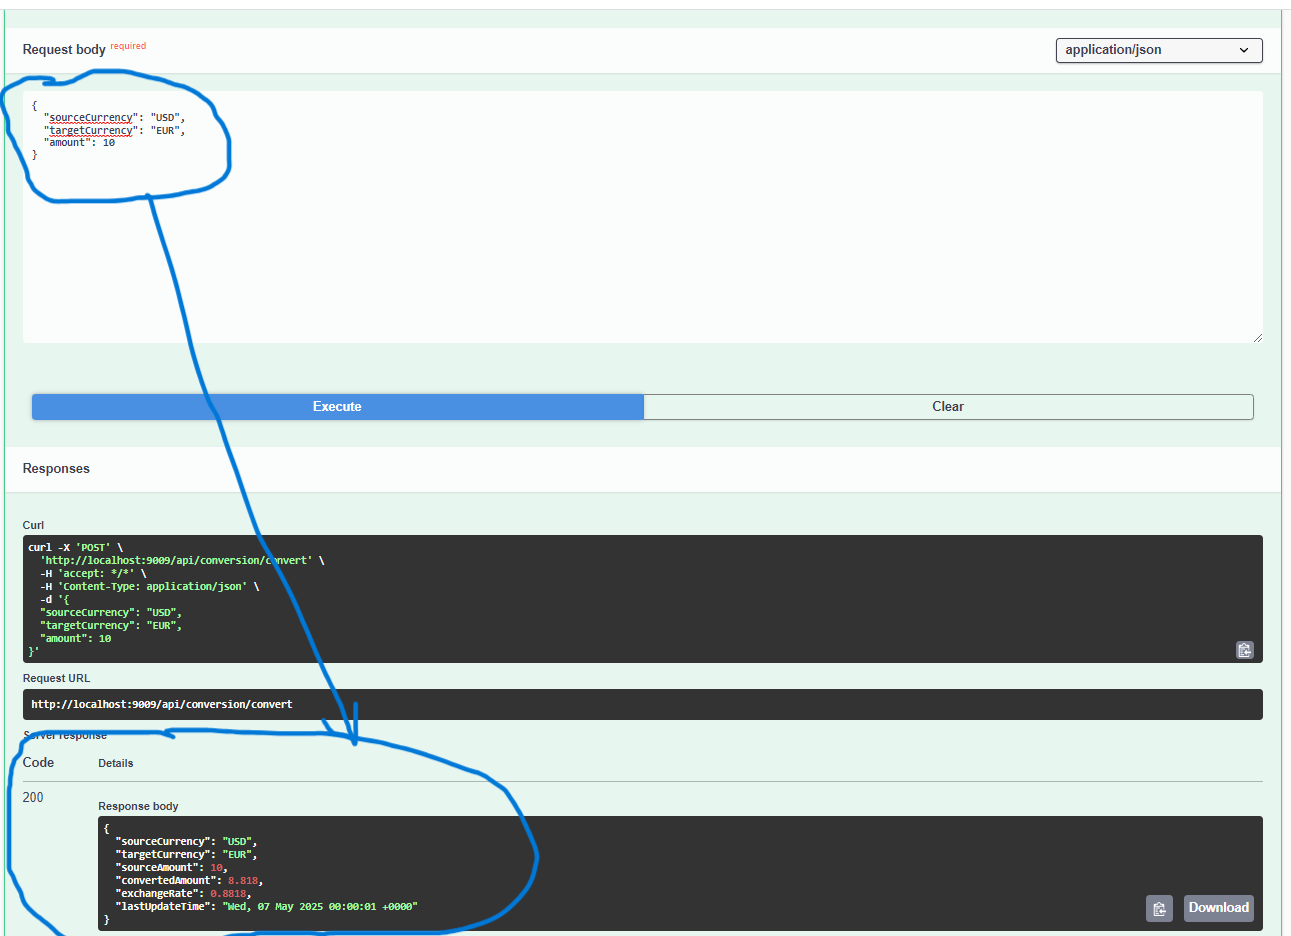 Request body required
application/json
{
"sourceCurrency": "USD",
"targetCurrency": "EUR",
"amount": 10
}
Execute
Clear
Responses
Curl
curl -X 'POST' \
'http://localhost:9009/api/conversion/convert' \
-H 'accept: */*' \
-H 'Content-Type: application/json' \
-d '{
"sourceCurrency": "USD",
"targetCurrency": "EUR",
"amount": 10
}'
Request URL
http://localhost:9009/api/conversion/convert
Server response
Code
Details
200
Response body
{
"sourceCurrency": "USD",
"targetCurrency": "EUR",
"sourceAmount": 10,
"convertedAmount": 8.818,
"exchangeRate": 0.8818,
"lastUpdateTime": "Wed, 07 May 2025 00:00:01 +0000"
}
Download